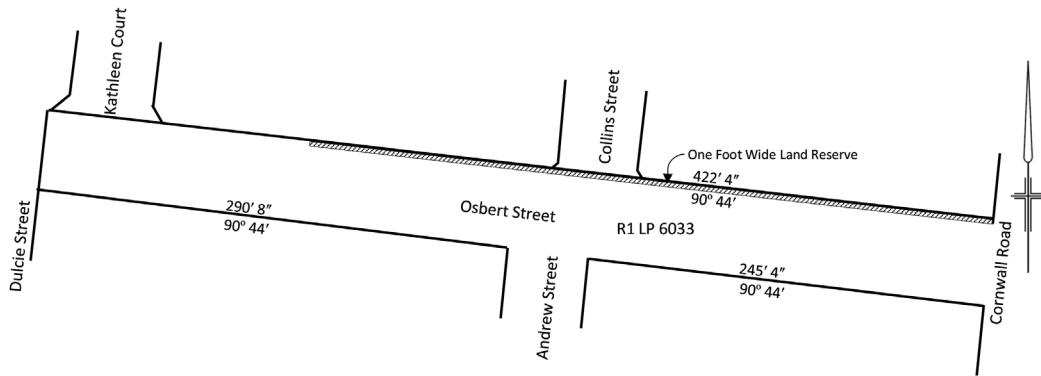 Kathleen Court
Collins Street
One Foot Wide Land Reserve
422’ 4”
90º 44’
290’ 8”
90º 44’
Osbert Street
R1 LP 6033
245’ 4”
90º 44’
Dulcie Street
Andrew Street
Cornwall Road